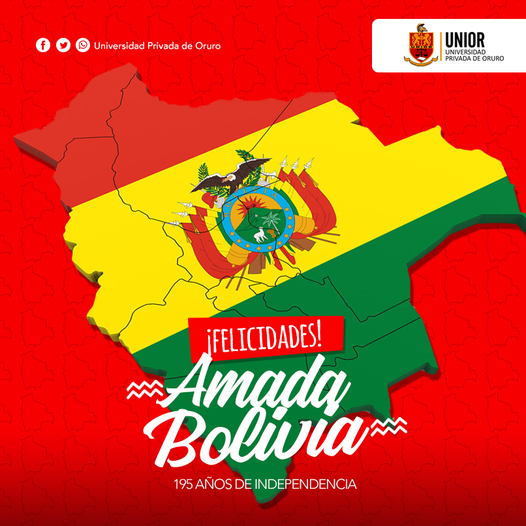 Universidad Privada de Oruro
UNIOR
UNIVERSIDAD
PRIVADA DE ORURO
¡FELICIDADES!
Amada
Bolivia
195 AÑOS DE INDEPENDENCIA